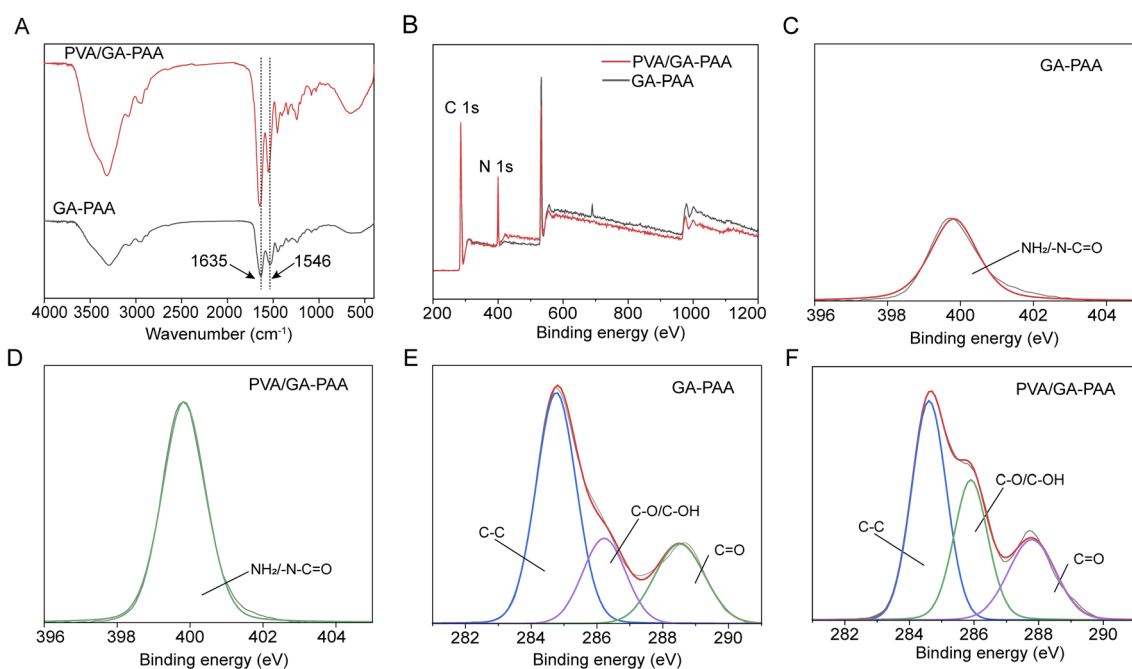 A
PVA/GA-PAA
GA-PAA
1635
1546
4000 3500 3000 2500 2000 1500 1000 500
Wavenumber (cm⁻¹)
B
PVA/GA-PAA
GA-PAA
C 1s
N 1s
200 400 600 800 1000 1200
Binding energy (eV)
C
GA-PAA
NH₂/-N-C=O
396 398 400 402 404
Binding energy (eV)
D
PVA/GA-PAA
NH₂/-N-C=O
396 398 400 402 404
Binding energy (eV)
E
GA-PAA
C-O/C-OH
C-C
C=O
282 284 286 288 290
Binding energy (eV)
F
PVA/GA-PAA
C-O/C-OH
C-C
C=O
282 284 286 288 290
Binding energy (eV)